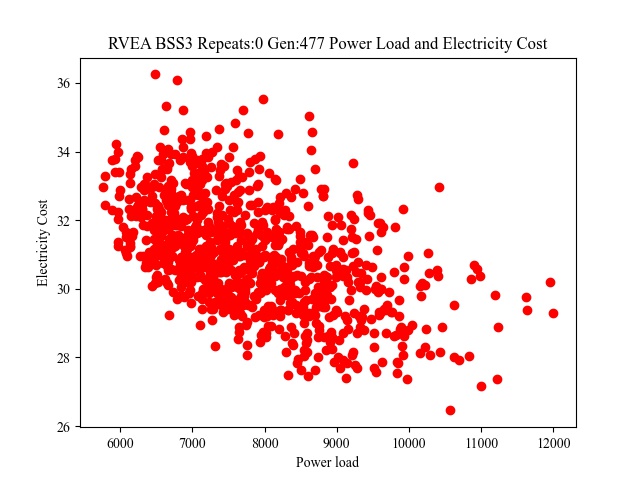 RVEA BSS3 Repeats:0 Gen:477 Power Load and Electricity Cost
36
34
32
30
28
26
Electricity Cost
6000 7000 8000 9000 10000 11000 12000
Power load